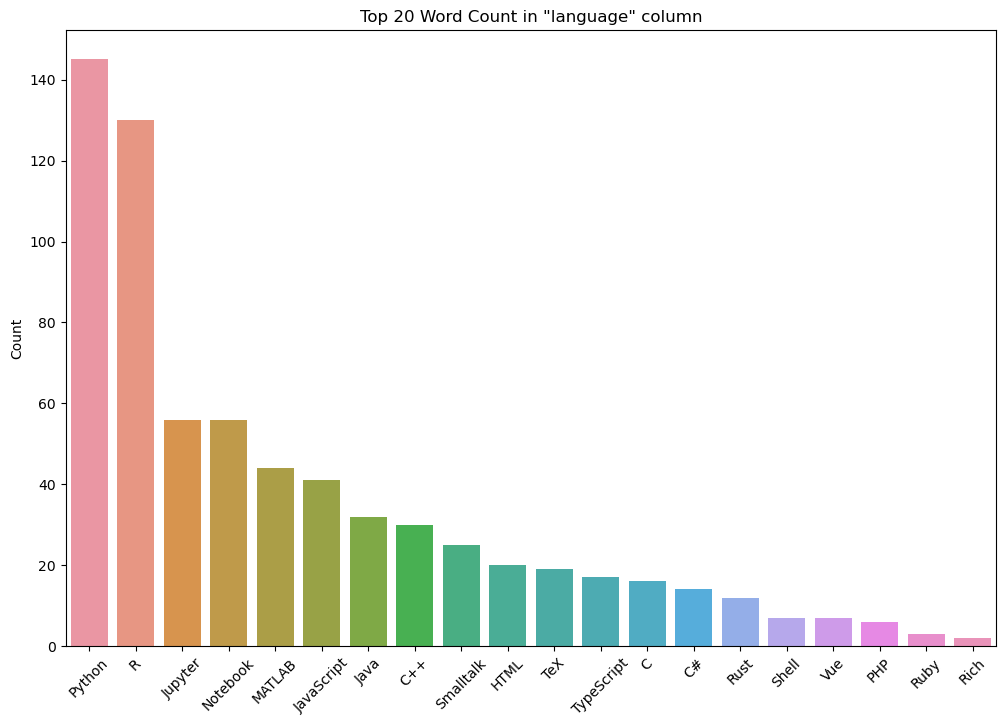 Top 20 Word Count in "language" column
140
120
100
80
60
40
20
0
Count
Python
R
Jupyter
Notebook
MATLAB
JavaScript
Java
C++
Smalltalk
HTML
TeX
TypeScript
C
C#
Rust
Shell
Vue
PHP
Ruby
Rich